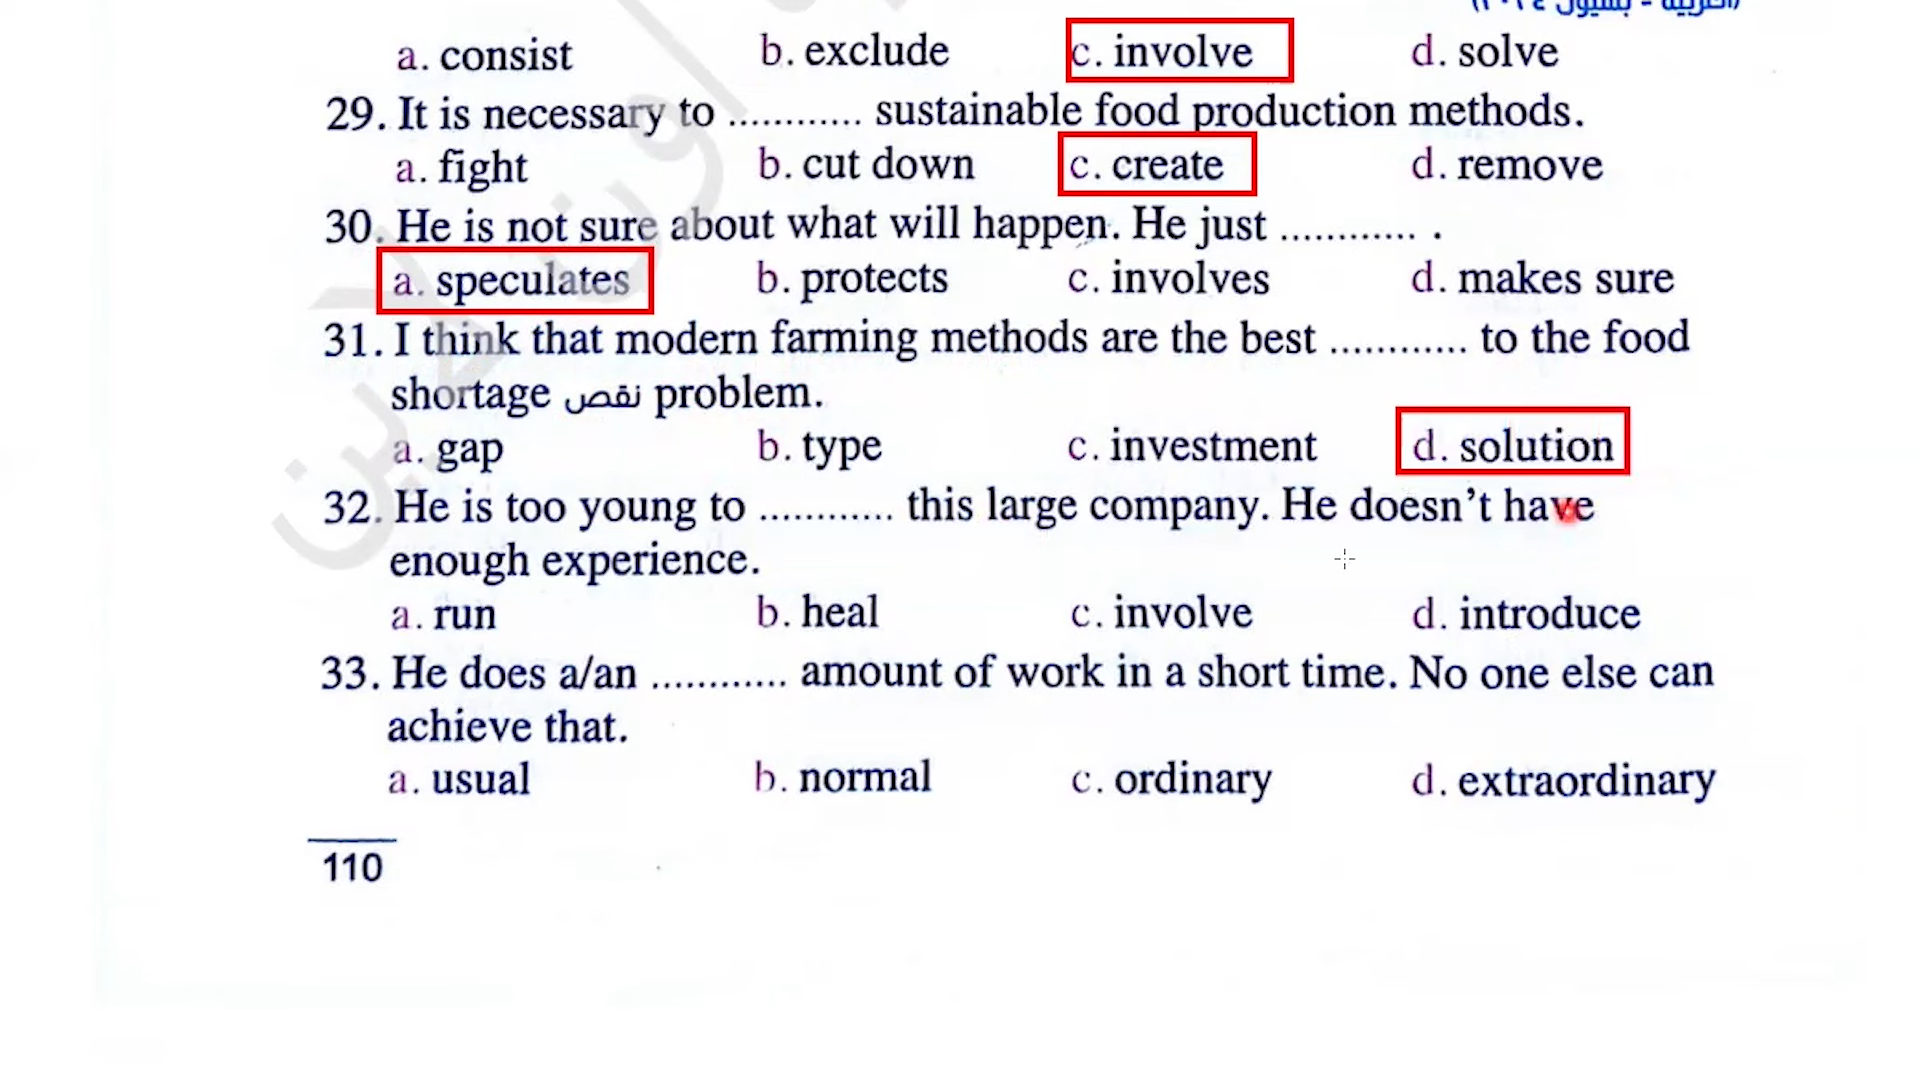 a. consist b. exclude c. involve d. solve
29. It is necessary to ............ sustainable food production methods.
a. fight b. cut down c. create d. remove
30. He is not sure about what will happen. He just ............ .
a. speculates b. protects c. involves d. makes sure
31. I think that modern farming methods are the best ............ to the food
shortage نقص problem.
a. gap b. type c. investment d. solution
32. He is too young to ............ this large company. He doesn't have
enough experience.
a. run b. heal c. involve d. introduce
33. He does a/an ............ amount of work in a short time. No one else can
achieve that.
a. usual b. normal c. ordinary d. extraordinary
110